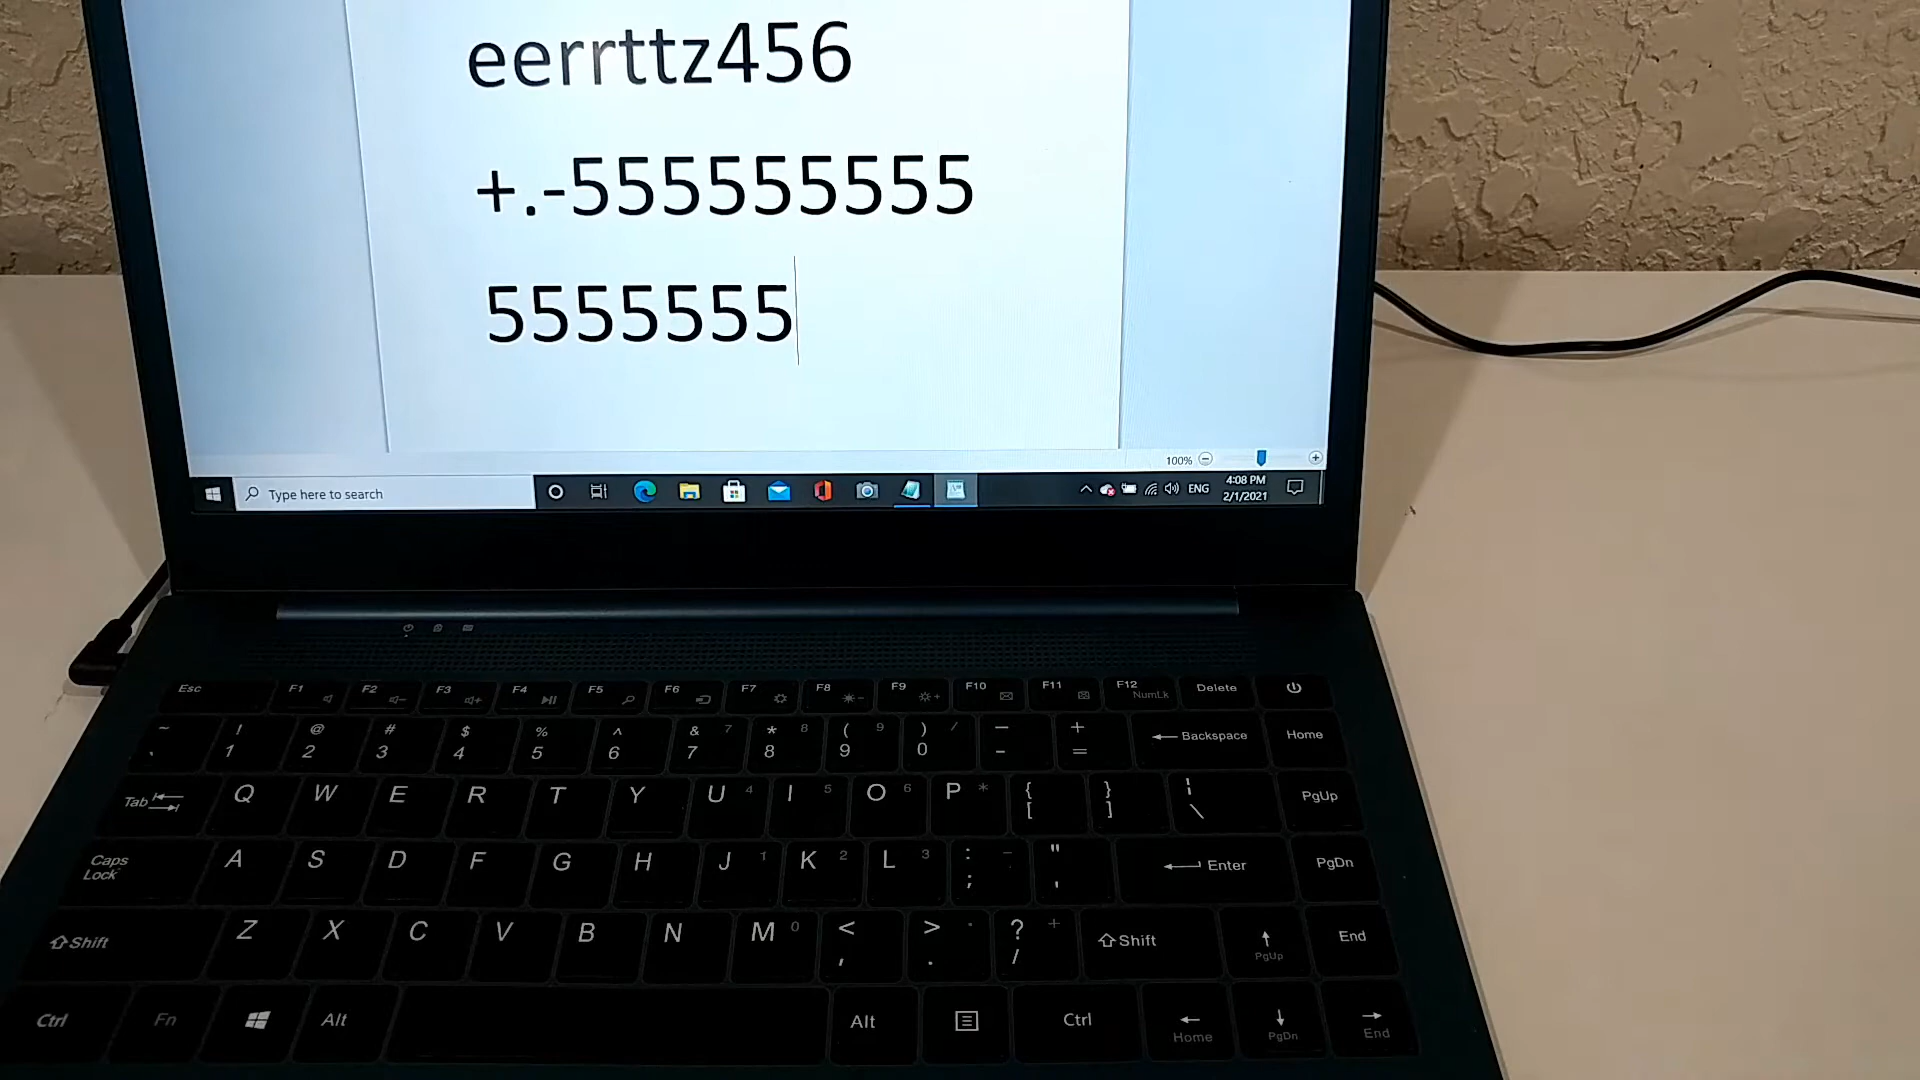 eerrttz456
+.-555555555
5555555
100%
Type here to search
ENG
4:08 PM
2/1/2021
Esc F1 F2 F3 F4 F5 F6 F7 F8 F9 F10 F11 F12 NumLk Delete
~ ` ! 1 @ 2 # 3 $ 4 % 5 ^ 6 & 7 7 * 8 8 ( 9 9 ) 0 / _ - + = Backspace Home
Tab Q W E R T Y U 4 I 5 O 6 P * { [ } ] ¦ \ PgUp
Caps Lock A S D F G H J 1 K 2 L 3 : ; - " ' Enter PgDn
Shift Z X C V B N M 0 < , > . . ? / + Shift PgUp End
Ctrl Fn Alt Alt Ctrl Home PgDn End